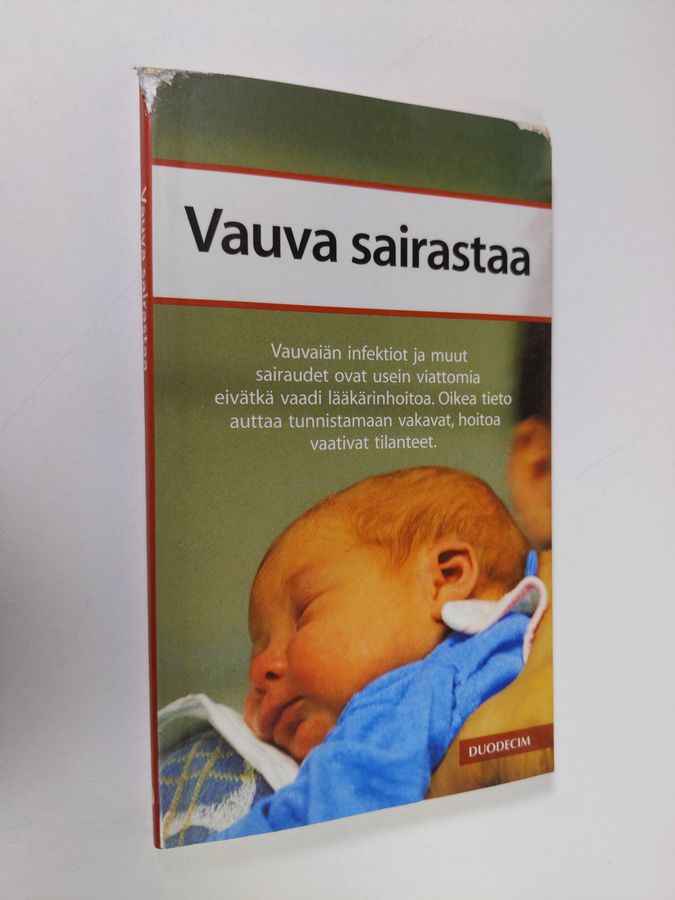 Vauva sairastaa
Vauvaiän infektiot ja muut
sairaudet ovat usein viattomia
eivätkä vaadi lääkärinhoitoa. Oikea tieto
auttaa tunnistamaan vakavat, hoitoa
vaativat tilanteet.
DUODECIM
Vauva sairastaa